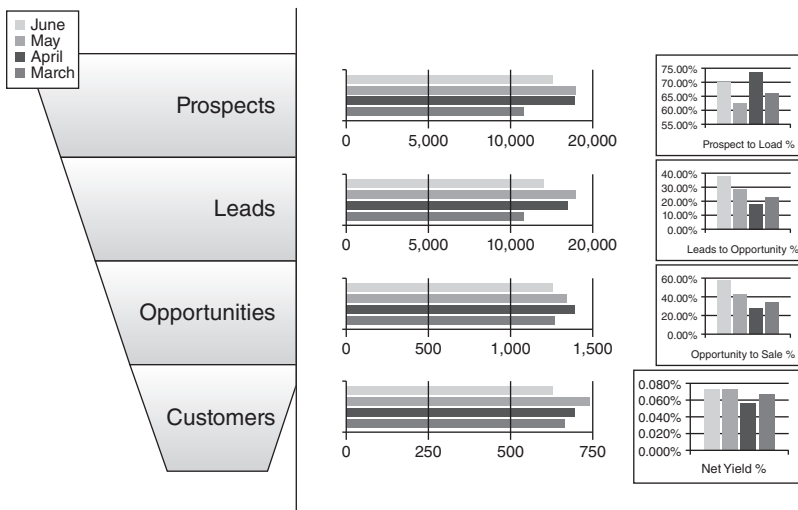 June
May
April
March
Prospects
0 5,000 10,000 20,000
75.00%
70.00%
65.00%
60.00%
55.00%
Prospect to Load %
Leads
0 5,000 10,000 20,000
40.00%
30.00%
20.00%
10.00%
0.00%
Leads to Opportunity %
Opportunities
0 500 1,000 1,500
60.00%
40.00%
20.00%
0.00%
Opportunity to Sale %
Customers
0 250 500 750
0.080%
0.060%
0.040%
0.020%
0.000%
Net Yield %